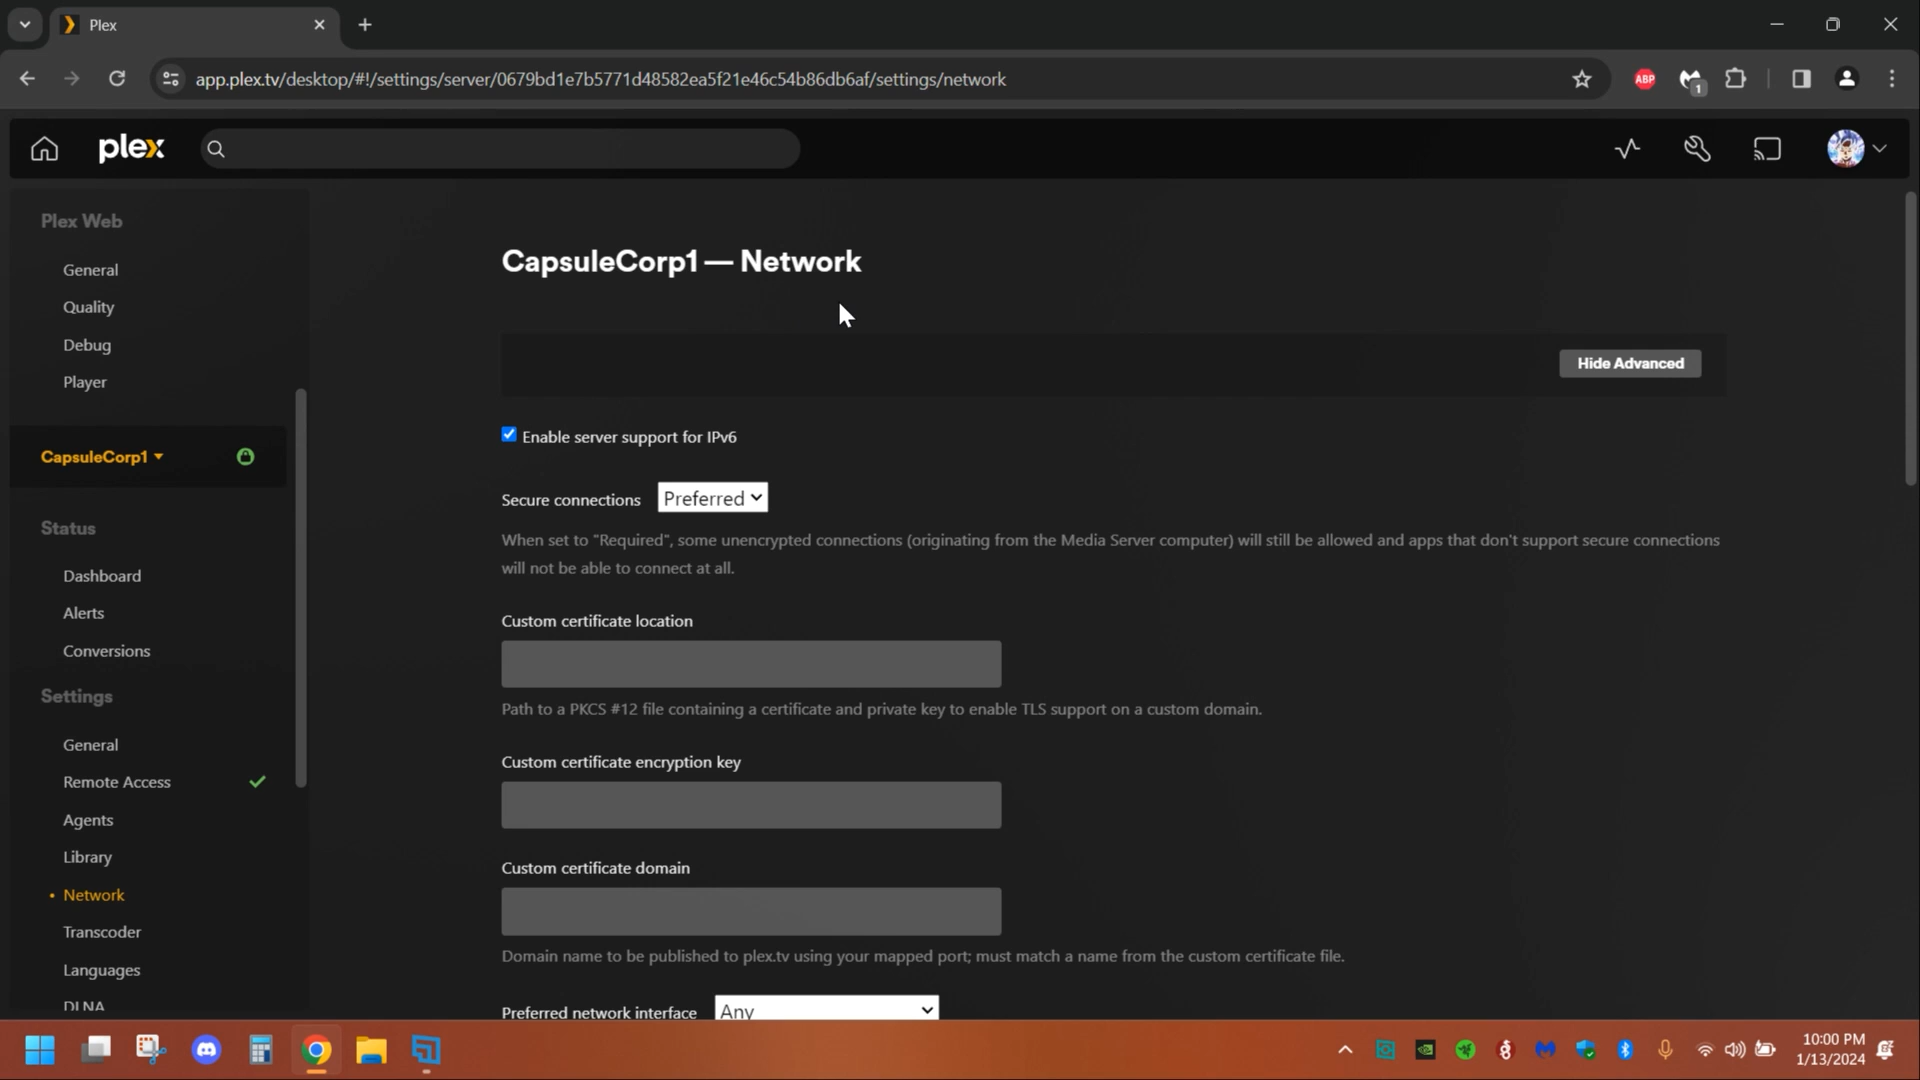 Plex
app.plex.tv/desktop/#!/settings/server/0679bd1e7b5771d48582ea5f21e46c54b86db6af/settings/network
ABP
1
plex
Plex Web
General
Quality
Debug
Player
CapsuleCorp1
Status
Dashboard
Alerts
Conversions
Settings
General
Remote Access
Agents
Library
• Network
Transcoder
Languages
DLNA
CapsuleCorp1 — Network
Hide Advanced
Enable server support for IPv6
Secure connections Preferred
When set to "Required", some unencrypted connections (originating from the Media Server computer) will still be allowed and apps that don't support secure connections
will not be able to connect at all.
Custom certificate location
Path to a PKCS #12 file containing a certificate and private key to enable TLS support on a custom domain.
Custom certificate encryption key
Custom certificate domain
Domain name to be published to plex.tv using your mapped port; must match a name from the custom certificate file.
Preferred network interface Any
10:00 PM
1/13/2024